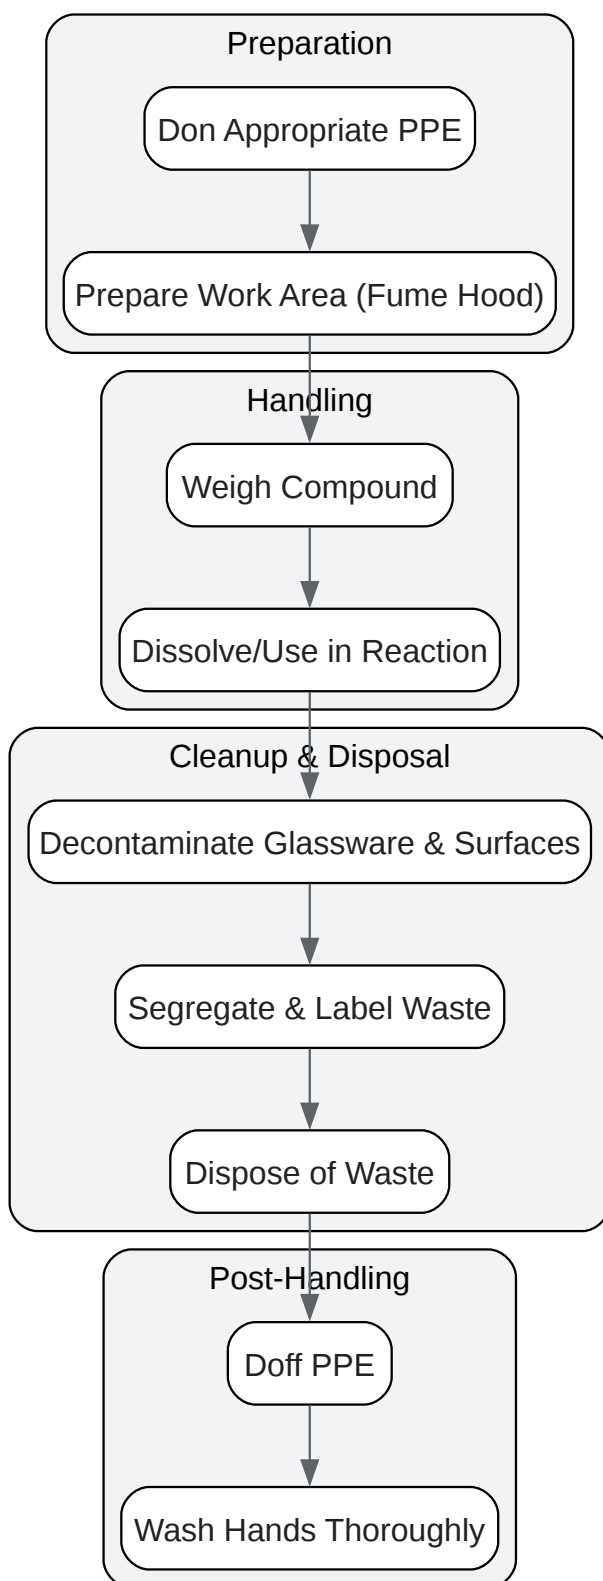 Preparation
Don Appropriate PPE
Prepare Work Area (Fume Hood)
Handling
Weigh Compound
Dissolve/Use in Reaction
Cleanup & Disposal
Decontaminate Glassware & Surfaces
Segregate & Label Waste
Dispose of Waste
Post-Handling
Doff PPE
Wash Hands Thoroughly